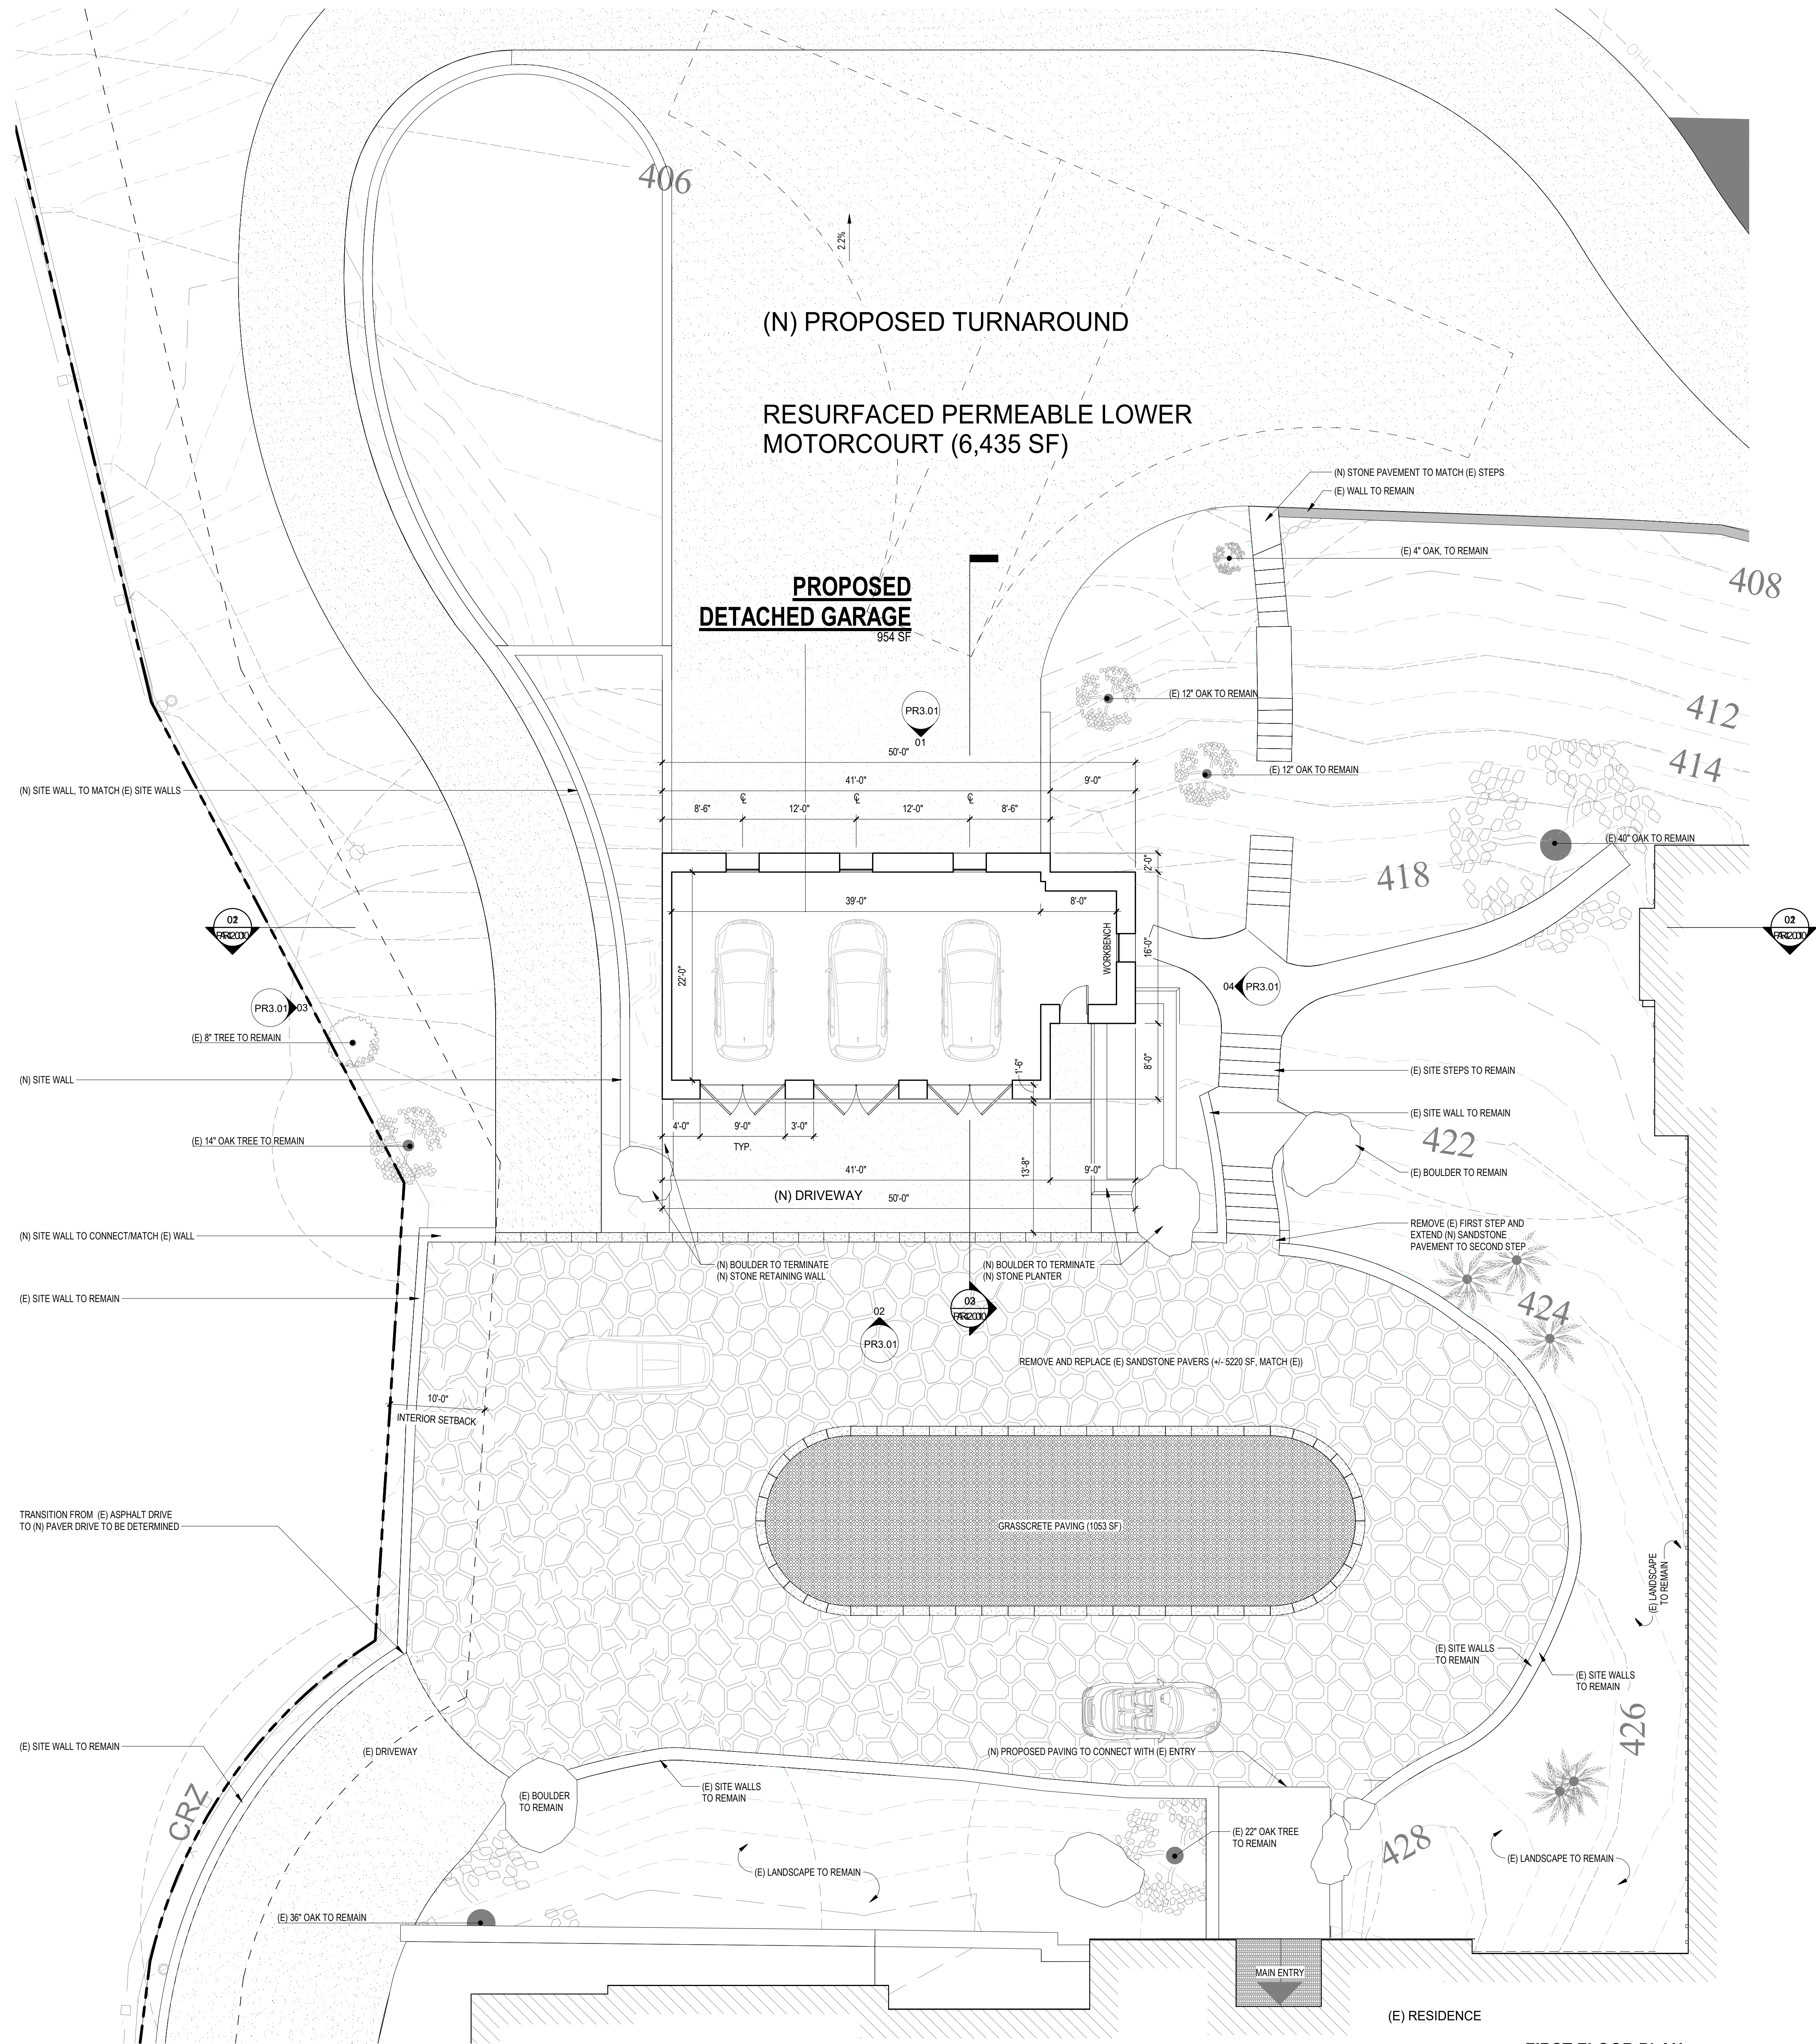 406
2.2%
(N) PROPOSED TURNAROUND
RESURFACED PERMEABLE LOWER
MOTORCOURT (6,435 SF)
(N) STONE PAVEMENT TO MATCH (E) STEPS
(E) WALL TO REMAIN
(E) 4" OAK, TO REMAIN
408
PROPOSED
DETACHED GARAGE
954 SF
(E) 12" OAK TO REMAIN
412
PR3.01
01
50'-0"
(E) 12" OAK TO REMAIN
414
41'-0"
9'-0"
(N) SITE WALL, TO MATCH (E) SITE WALLS
8'-6"
12'-0"
12'-0"
8'-6"
(E) 40" OAK TO REMAIN
2'-0"
418
39'-0"
8'-0"
WORKBENCH
16'-0"
22'-0"
04
PR3.01
PR3.01
03
(E) 8" TREE TO REMAIN
(N) SITE WALL
1'-6"
8'-0"
(E) SITE STEPS TO REMAIN
(E) SITE WALL TO REMAIN
4'-0"
9'-0"
3'-0"
TYP.
422
(E) 14" OAK TREE TO REMAIN
41'-0"
9'-0"
13'-8"
(E) BOULDER TO REMAIN
(N) DRIVEWAY
50'-0"
(N) SITE WALL TO CONNECT/MATCH (E) WALL
REMOVE (E) FIRST STEP AND
EXTEND (N) SANDSTONE
PAVEMENT TO SECOND STEP
(N) BOULDER TO TERMINATE
(N) STONE RETAINING WALL
(N) BOULDER TO TERMINATE
(N) STONE PLANTER
(E) SITE WALL TO REMAIN
424
02
PR3.01
REMOVE AND REPLACE (E) SANDSTONE PAVERS (+/- 5220 SF, MATCH (E))
10'-0"
INTERIOR SETBACK
TRANSITION FROM (E) ASPHALT DRIVE
TO (N) PAVER DRIVE TO BE DETERMINED
GRASSCRETE PAVING (1053 SF)
(E) LANDSCAPE
TO REMAIN
(E) SITE WALLS
TO REMAIN
(E) SITE WALLS
TO REMAIN
426
(E) SITE WALL TO REMAIN
(E) DRIVEWAY
(N) PROPOSED PAVING TO CONNECT WITH (E) ENTRY
CRZ
(E) BOULDER
TO REMAIN
(E) SITE WALLS
TO REMAIN
(E) 22" OAK TREE
TO REMAIN
428
(E) LANDSCAPE TO REMAIN
(E) LANDSCAPE TO REMAIN
(E) 36" OAK TO REMAIN
MAIN ENTRY
(E) RESIDENCE